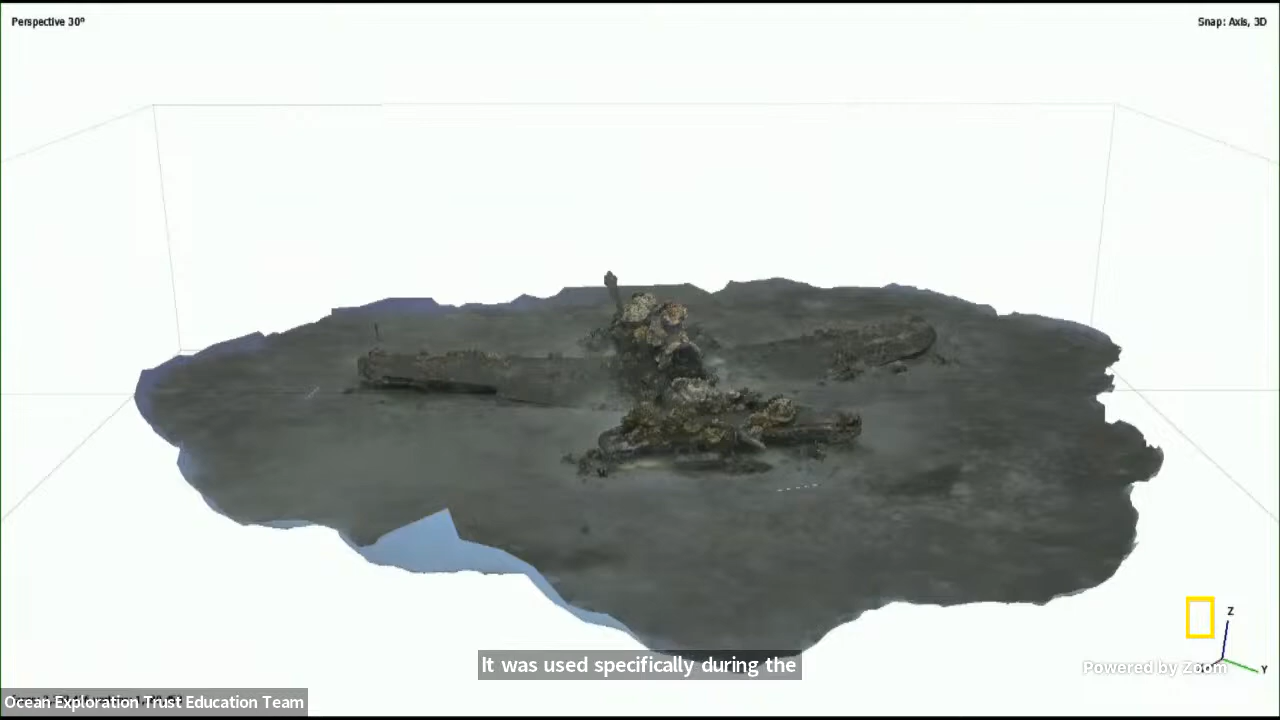 Perspective 30°
Snap: Axis, 3D
It was used specifically during the
Z
Powered by Zoom
Y
Ocean Exploration Trust Education Team